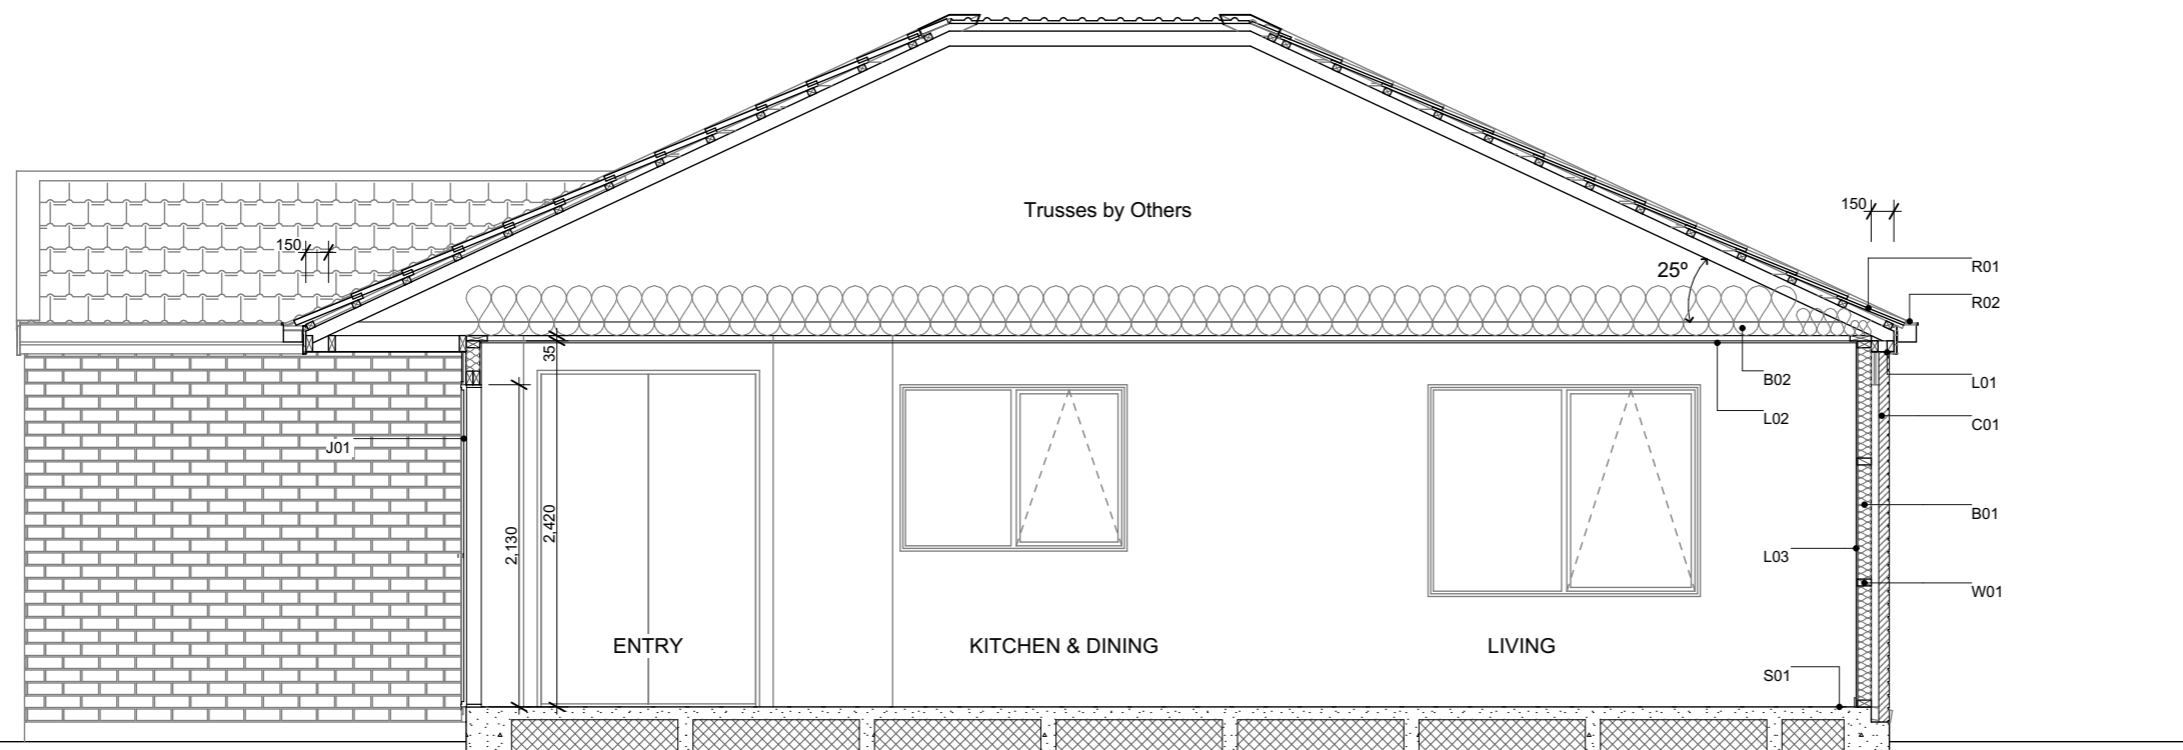 Trusses by Others
150
150
25º
R01
R02
35
B02
L01
L02
C01
J01
2,420
2,130
B01
L03
W01
ENTRY
KITCHEN & DINING
LIVING
S01